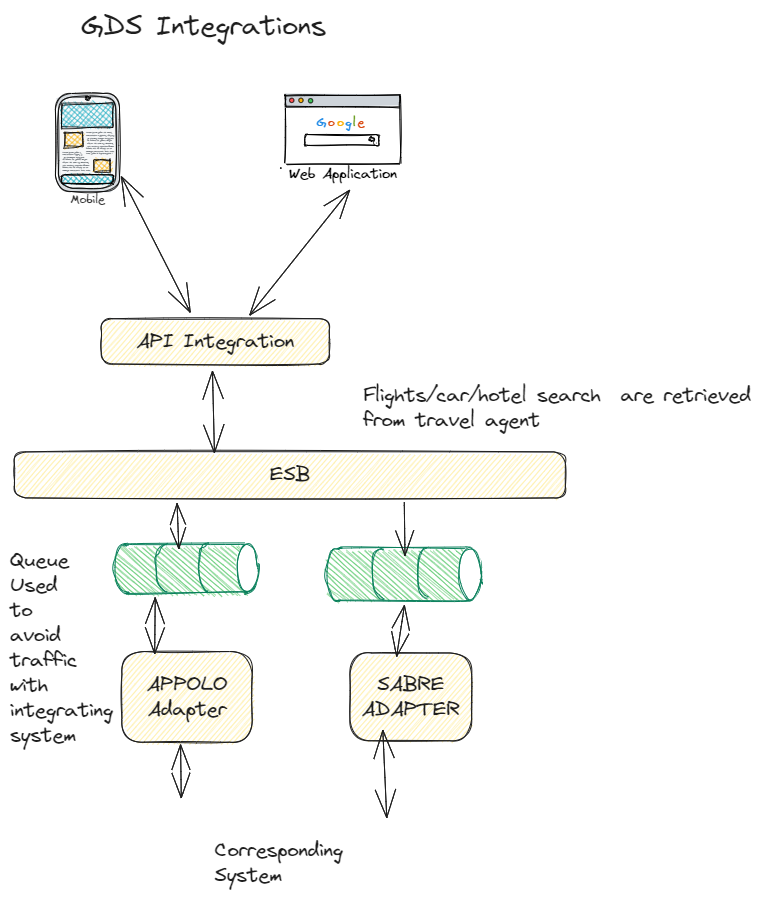 GDS Integrations
Google
Mobile
Web Application
API Integration
Flights/car/hotel search are retrieved
from travel agent
ESB
Queue
Used
to
avoid
traffic
with
integrating
system
APPOLO
Adapter
SABRE
ADAPTER
Corresponding
System